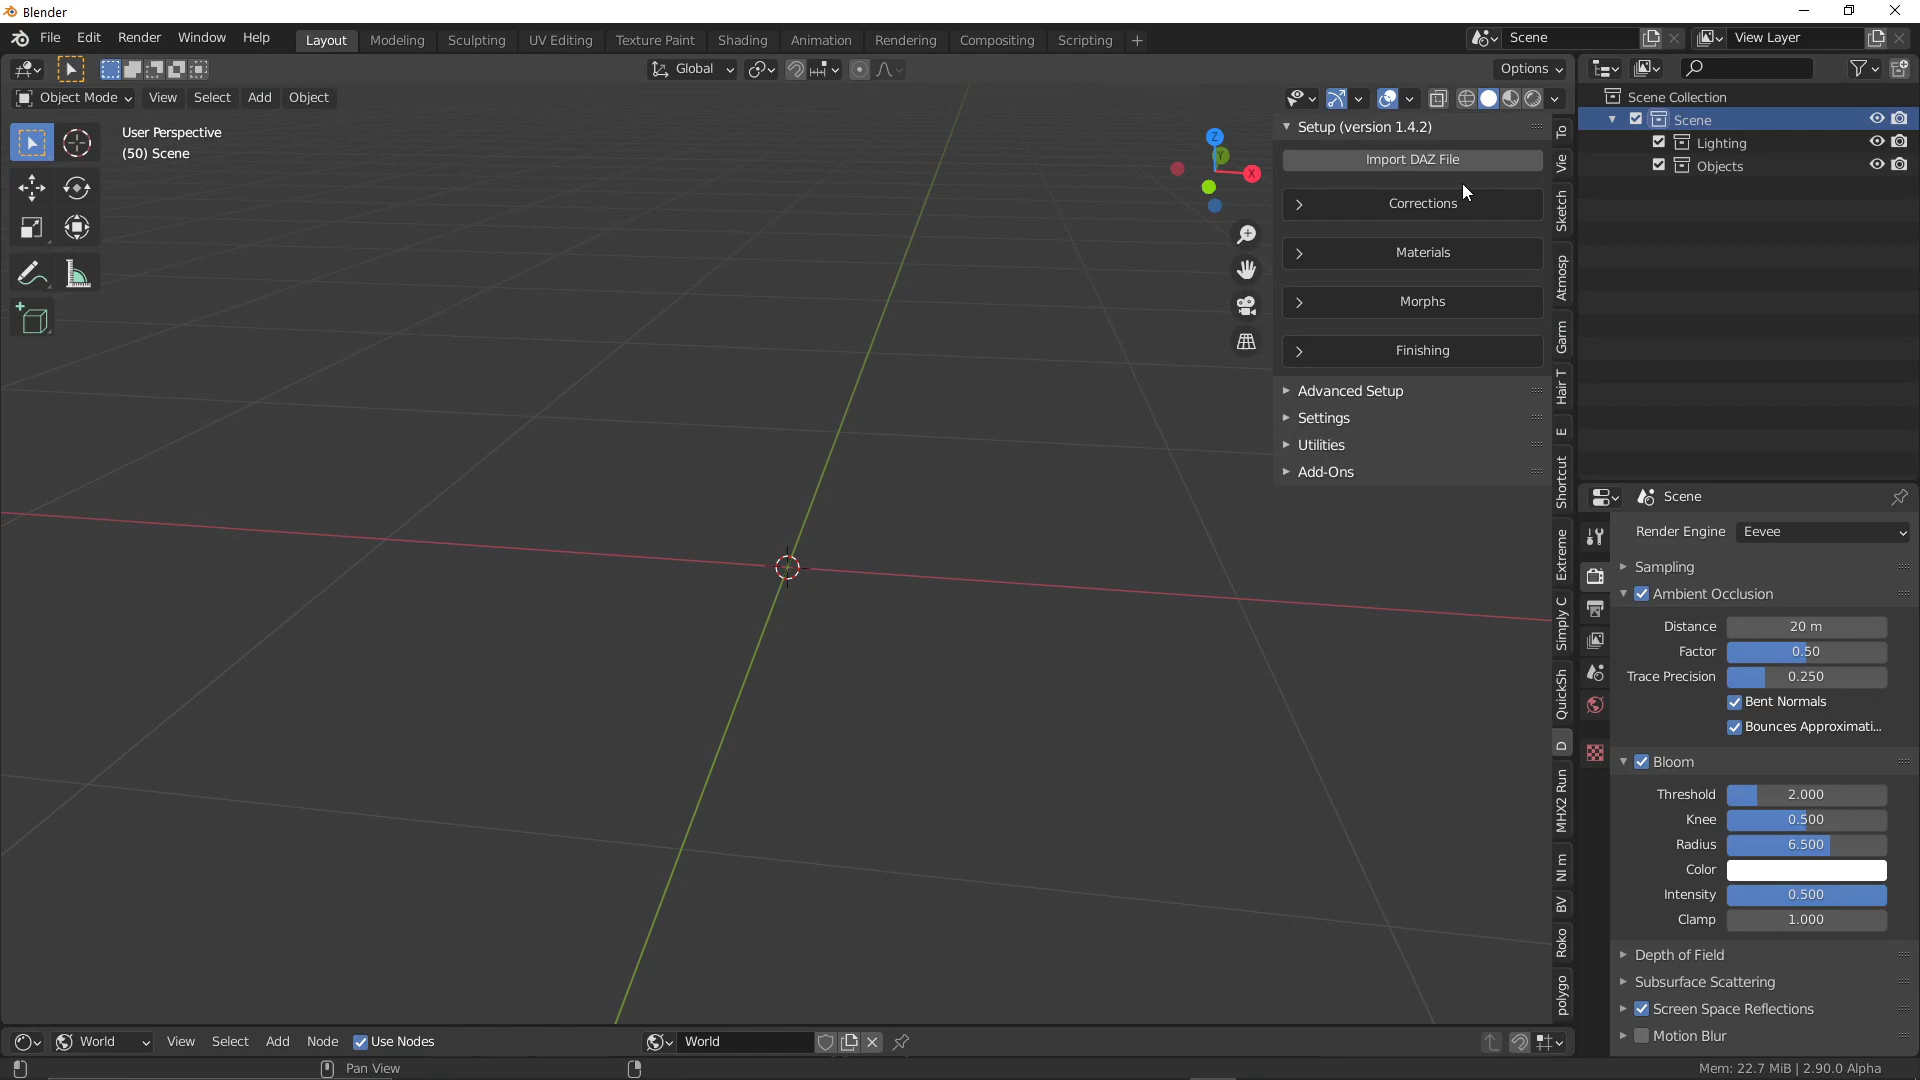 Blender
File Edit Render Window Help Layout Modeling Sculpting UV Editing Texture Paint Shading Animation Rendering Compositing Scripting + Scene View Layer
Global Options
Object Mode View Select Add Object
User Perspective
(50) Scene
Z
Y
X
Setup (version 1.4.2)
Import DAZ File
Corrections
Materials
Morphs
Finishing
Advanced Setup
Settings
Utilities
Add-Ons
To
Vie
Sketch
Atmosp
Garm
Hair T
E
Shortcut
Extreme
Simply C
QuickSh
D
MHX2 Run
NI m
BV
Roko
polygo
Scene Collection
Scene
Lighting
Objects
Scene
Render Engine Eevee
Sampling
Ambient Occlusion
Distance 20 m
Factor 0.50
Trace Precision 0.250
Bent Normals
Bounces Approximati...
Bloom
Threshold 2.000
Knee 0.500
Radius 6.500
Color
Intensity 0.500
Clamp 1.000
Depth of Field
Subsurface Scattering
Screen Space Reflections
Motion Blur
World View Select Add Node Use Nodes World
Pan View
Mem: 22.7 MiB | 2.90.0 Alpha